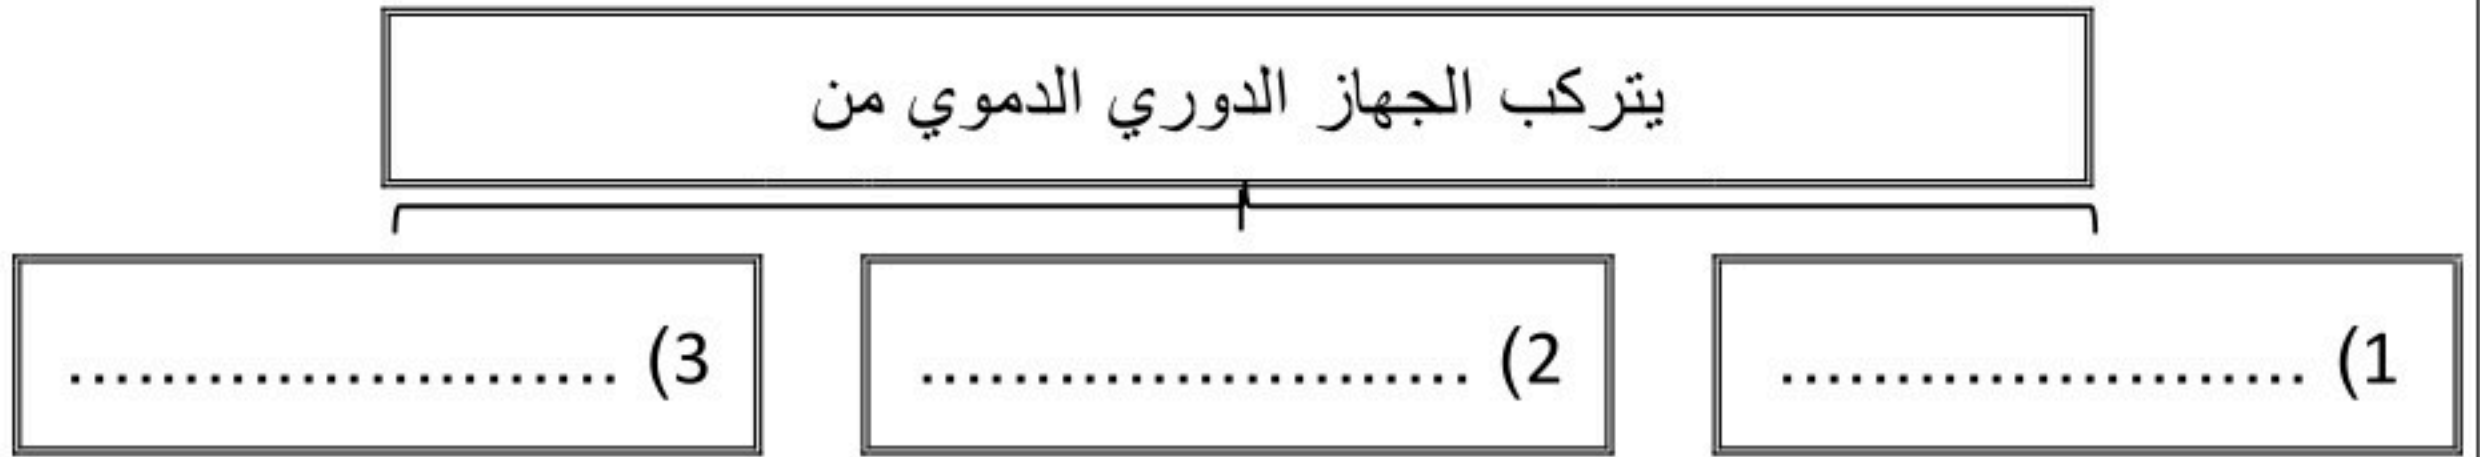 يتركب الجهاز الدوري الدموي من
1) .......................
2) ........................
3) ........................